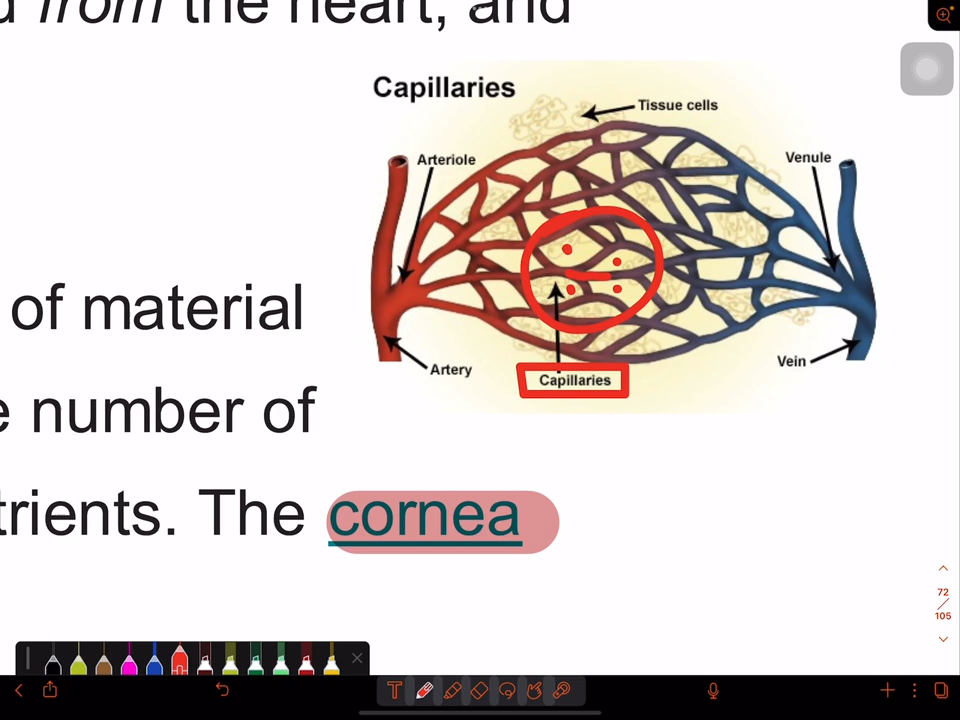 from the heart, and
Capillaries
Tissue cells
Arteriole
Venule
of material
Artery
Vein
Capillaries
number of
The cornea
72
105
T